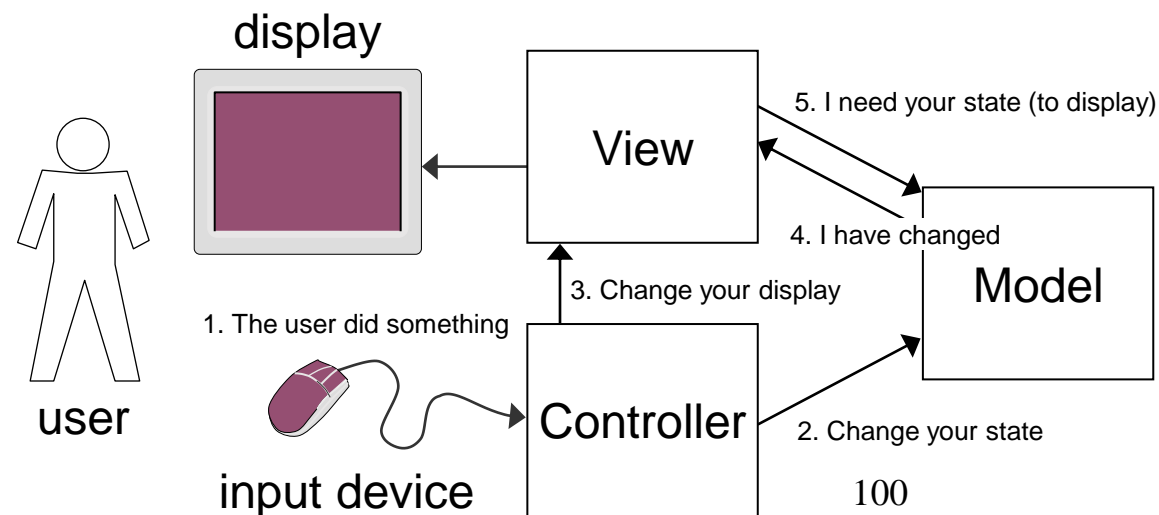 display
5. I need your state (to display)
View
4. I have changed
Model
3. Change your display
1. The user did something
user
Controller
2. Change your state
input device
100